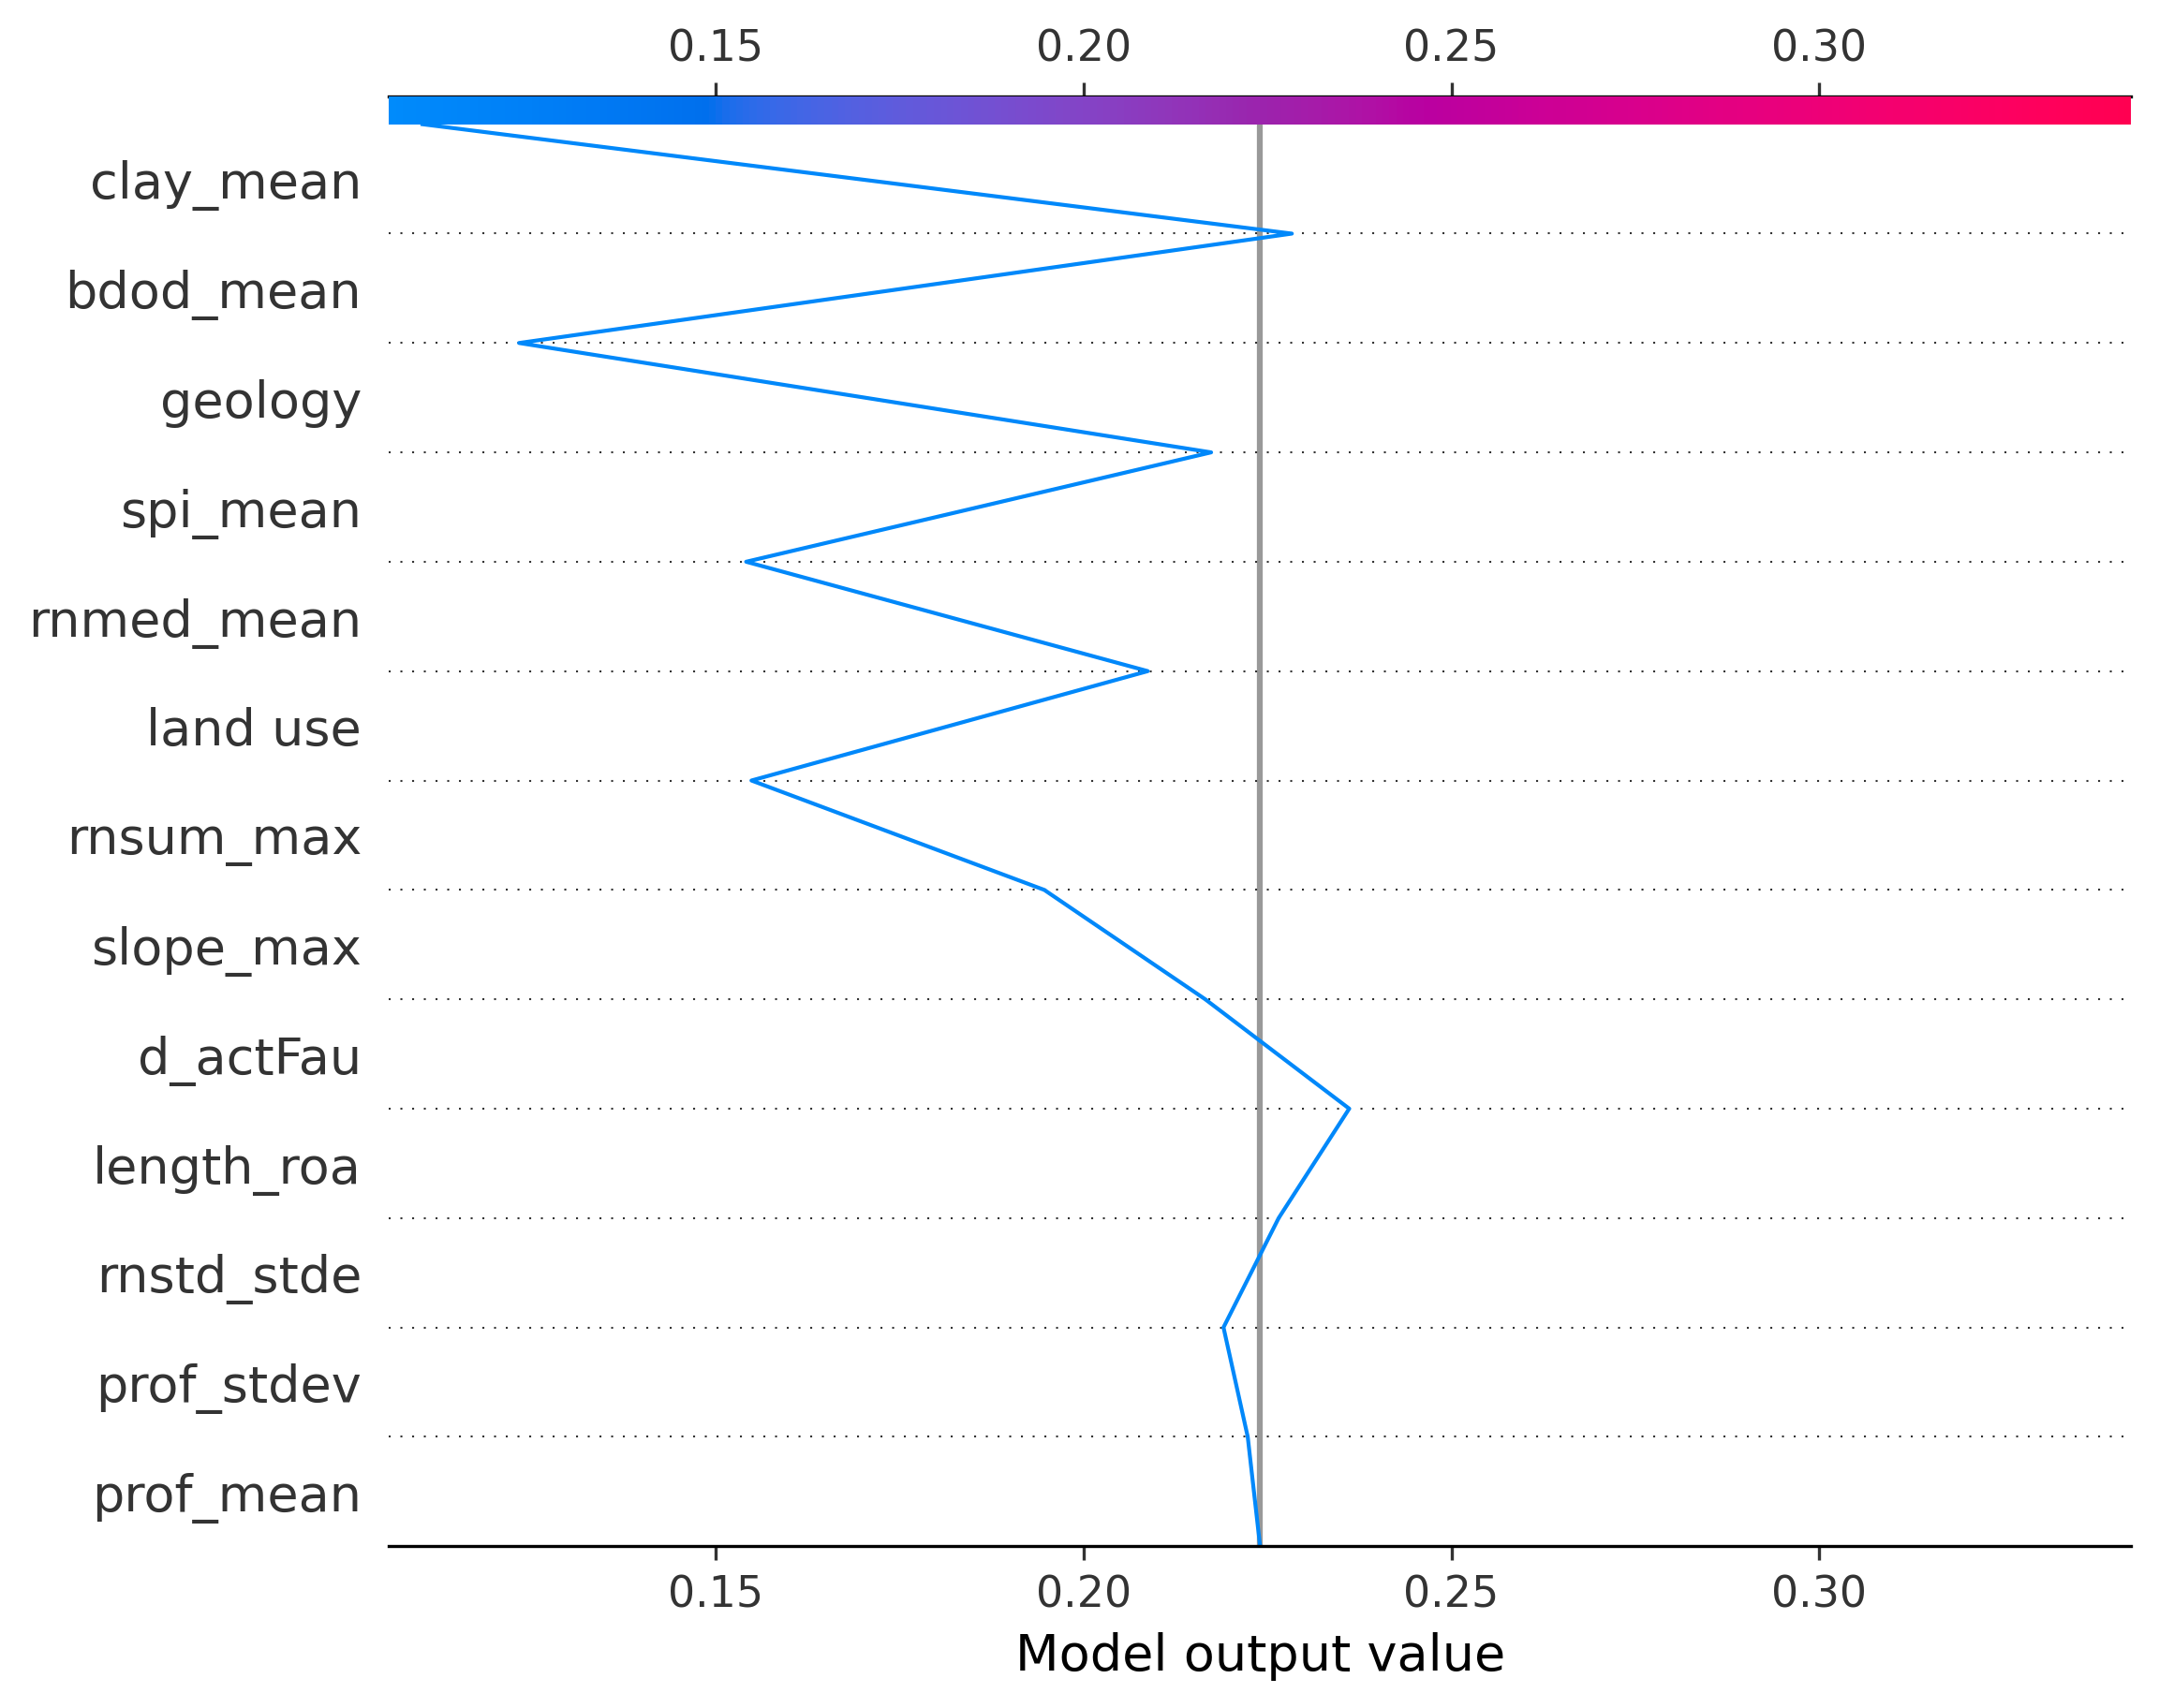 0.15 0.20 0.25 0.30
clay_mean
bdod_mean
geology
spi_mean
rnmed_mean
land use
rnsum_max
slope_max
d_actFau
length_roa
rnstd_stde
prof_stdev
prof_mean
0.15 0.20 0.25 0.30
Model output value